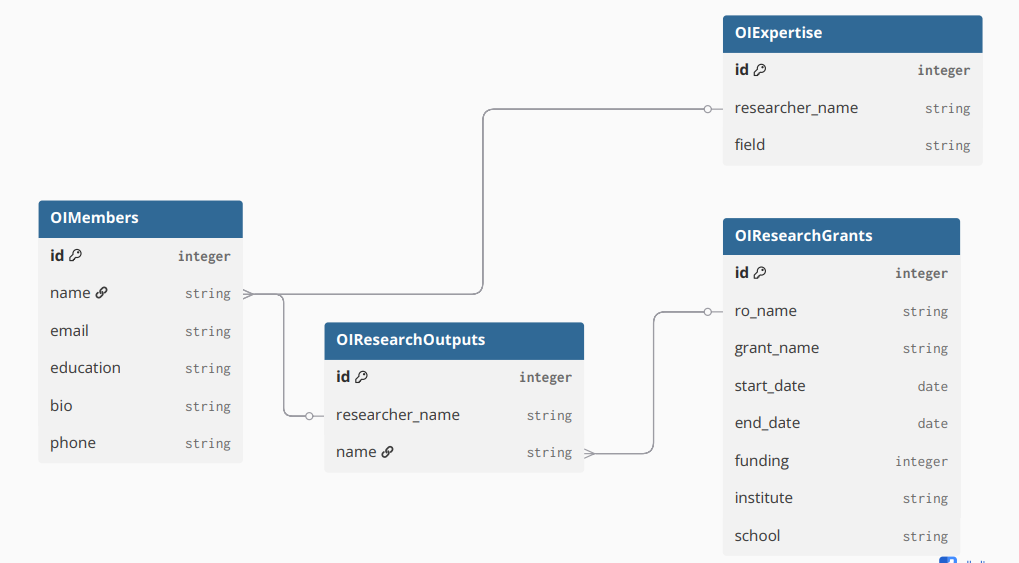 OIExpertise
id integer
researcher_name string
field string
OIMembers
id integer
name string
email string
education string
bio string
phone string
OIResearchOutputs
id integer
researcher_name string
name string
OIResearchGrants
id integer
ro_name string
grant_name string
start_date date
end_date date
funding integer
institute string
school string